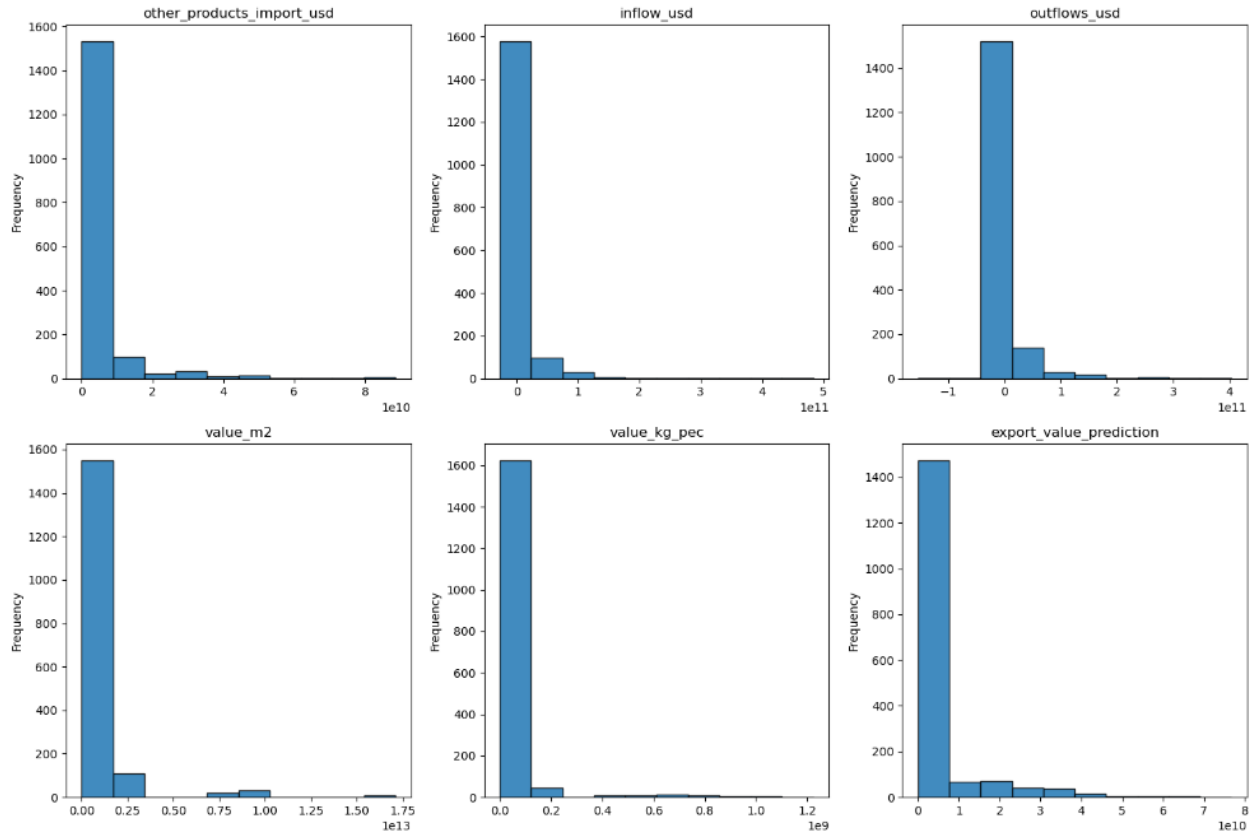 other_products_import_usd
inflow_usd
outflows_usd
1600
1400
1200
1000
800
600
400
200
0
Frequency
0 2 4 6 8
1e10
1600
1400
1200
1000
800
600
400
200
0
Frequency
0 1 2 3 4 5
1e11
1400
1200
1000
800
600
400
200
0
Frequency
−1 0 1 2 3 4
1e11
value_m2
value_kg_pec
export_value_prediction
1600
1400
1200
1000
800
600
400
200
0
Frequency
0.00 0.25 0.50 0.75 1.00 1.25 1.50 1.75
1e13
1600
1400
1200
1000
800
600
400
200
0
Frequency
0.0 0.2 0.4 0.6 0.8 1.0 1.2
1e9
1400
1200
1000
800
600
400
200
0
Frequency
0 1 2 3 4 5 6 7 8
1e10